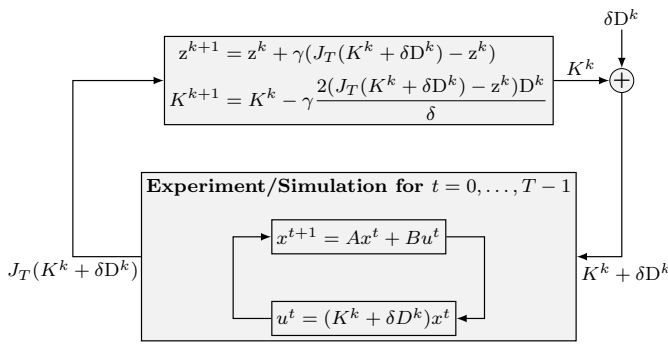 δD^k
z^{k+1} = z^k + γ(J_T(K^k + δD^k) − z^k)
K^{k+1} = K^k − γ \frac{2(J_T(K^k + δD^k) − z^k)D^k}{δ}
K^k
+
Experiment/Simulation for t = 0, . . . , T − 1
x^{t+1} = Ax^t + Bu^t
J_T(K^k + δD^k)
K^k + δD^k
u^t = (K^k + δD^k)x^t